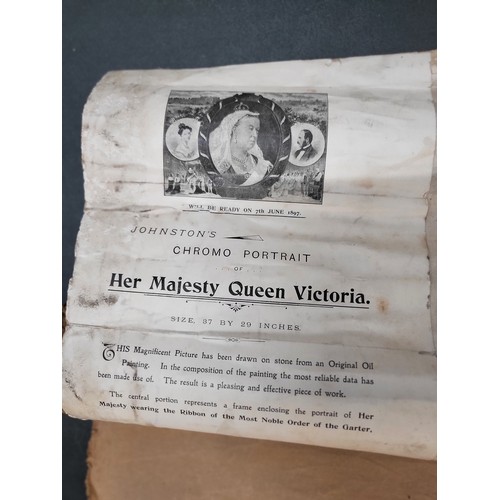 WILL BE READY ON 7th JUNE 1897.
JOHNSTON'S
CHROMO PORTRAIT
OF
Her Majesty Queen Victoria.
SIZE, 37 BY 29 INCHES.
THIS Magnificent Picture has been drawn on stone from an Original Oil
Painting. In the composition of the painting the most reliable data has
been made use of. The result is a pleasing and effective piece of work.
The central portion represents a frame enclosing the portrait of Her
Majesty wearing the Ribbon of the Most Noble Order of the Garter,